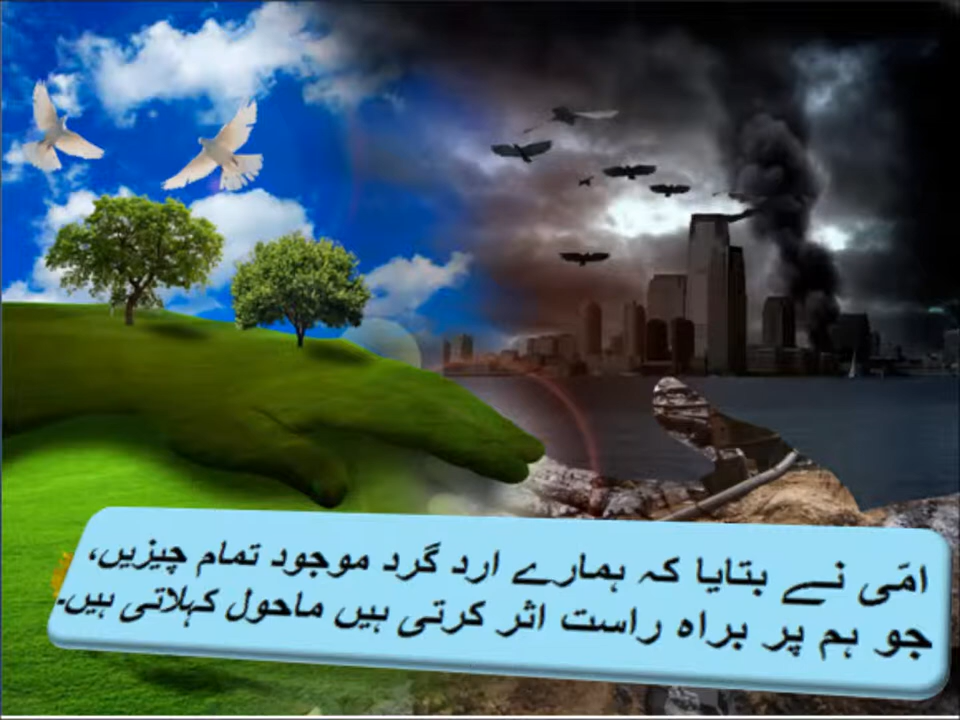 امّی نے بتایا کہ ہمارے ارد گرد موجود تمام چیزیں،
جو ہم پر براہ راست اثر کرتی ہیں ماحول کہلاتی ہیں۔